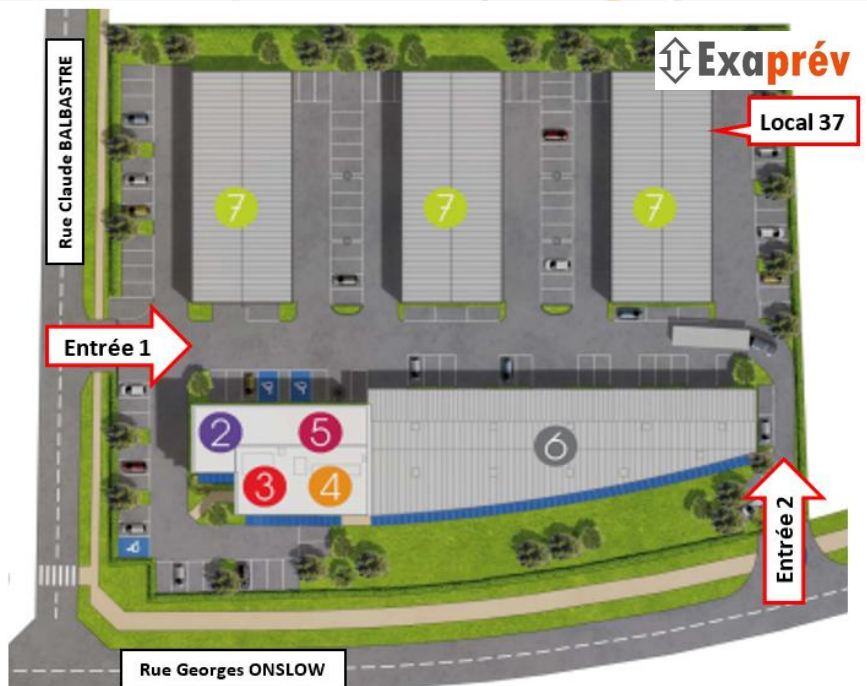 Exaprév
Local 37
Rue Claude BALBASTRE
7 7 7
Entrée 1
2 5
6
3 4
Entrée 2
Rue Georges ONSLOW